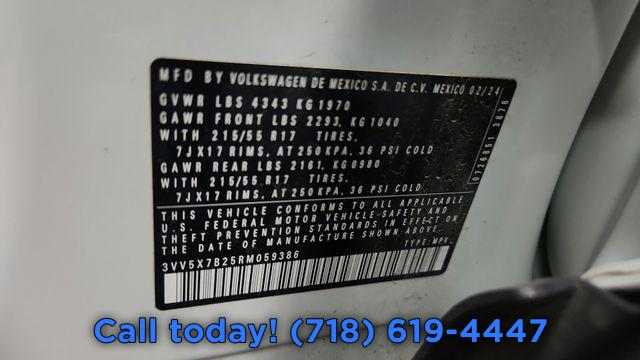 MFD BY VOLKSWAGEN DE MEXICO S.A. DE C.V. MEXICO 02/24
GVWR LBS 4343 KG 1970
GAWR FRONT LBS 2293, KG 1040
WITH 215/55 R17 TIRES,
7JX17 RIMS, AT 250 KPA, 36 PSI COLD
GAWR REAR LBS 2161, KG 0980
WITH 215/55 R17 TIRES,
7JX17 RIMS, AT 250 KPA, 36 PSI COLD
THIS VEHICLE CONFORMS TO ALL APPLICABLE
U.S. FEDERAL MOTOR VEHICLE-SAFETY AND
THEFT PREVENTION STANDARDS IN EFFECT ON
THE DATE OF MANUFACTURE SHOWN ABOVE.
3VV5X7B25RM059386 TYPE: MPV.
0726851 3876
Call today! (718) 619-4447